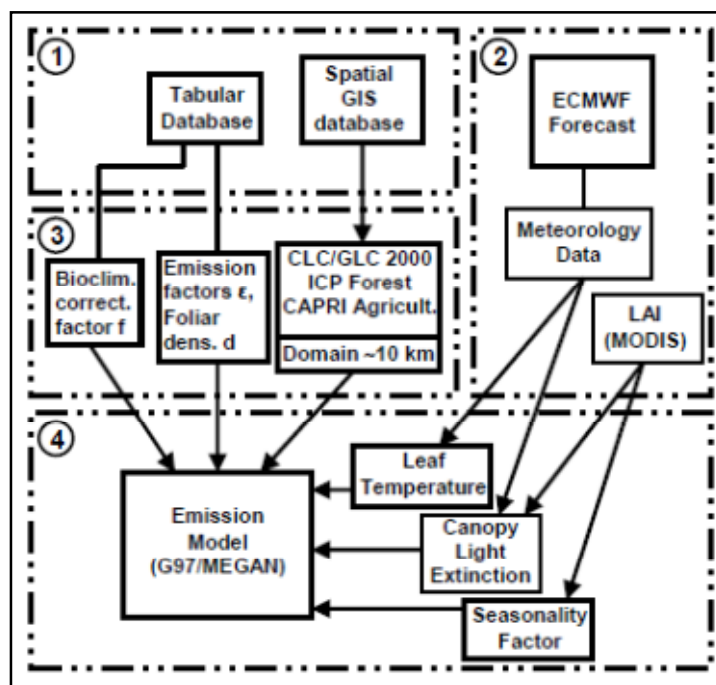 1
Tabular
Database
Spatial
GIS
database
2
ECMWF
Forecast
Meteorology
Data
LAI
(MODIS)
3
Bioclim.
correct.
factor f
Emission
factors ε,
Foliar
dens. d
CLC/GLC 2000
ICP Forest
CAPRI Agricult.
Domain ~10 km
4
Emission
Model
(G97/MEGAN)
Leaf
Temperature
Canopy
Light
Extinction
Seasonality
Factor